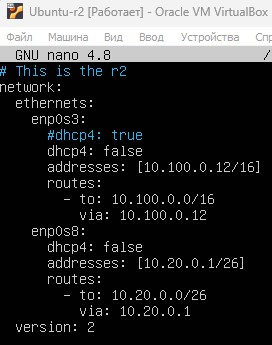 Ubuntu-r2 [Работает] - Oracle VM VirtualBox
Файл Машина Вид Ввод Устройства
GNU nano 4.8 /
# This is the r2
network:
  ethernets:
    enp0s3:
      #dhcp4: true
      dhcp4: false
      addresses: [10.100.0.12/16]
      routes:
        - to: 10.100.0.0/16
          via: 10.100.0.12
    enp0s8:
      dhcp4: false
      addresses: [10.20.0.1/26]
      routes:
        - to: 10.20.0.0/26
          via: 10.20.0.1
  version: 2